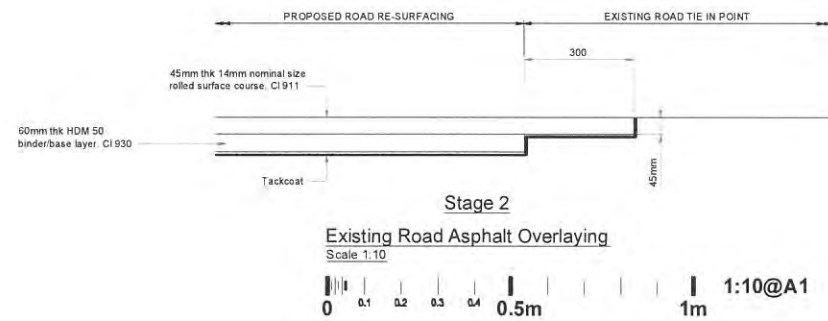 PROPOSED ROAD RE-SURFACING
EXISTING ROAD TIE IN POINT
300
45mm thk 14mm nominal size
rolled surface course. Cl 911
60mm thk HDM 50
binder/base layer. Cl 930
Tackcoat
45mm
Stage 2
Existing Road Asphalt Overlaying
Scale 1:10
0 0.1 0.2 0.3 0.4 0.5m 1m
1:10@A1